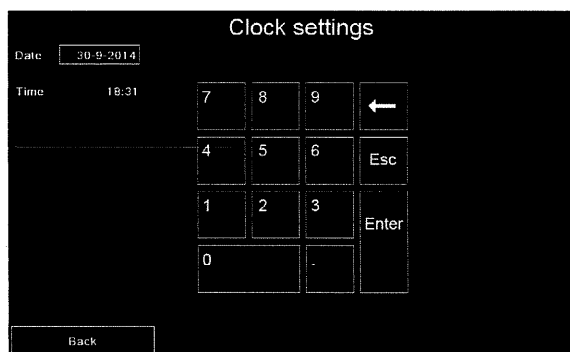 Clock settings
Date 30-9-2014
Time 18:31
7 8 9 ←
4 5 6 Esc
1 2 3 Enter
0 .
Back